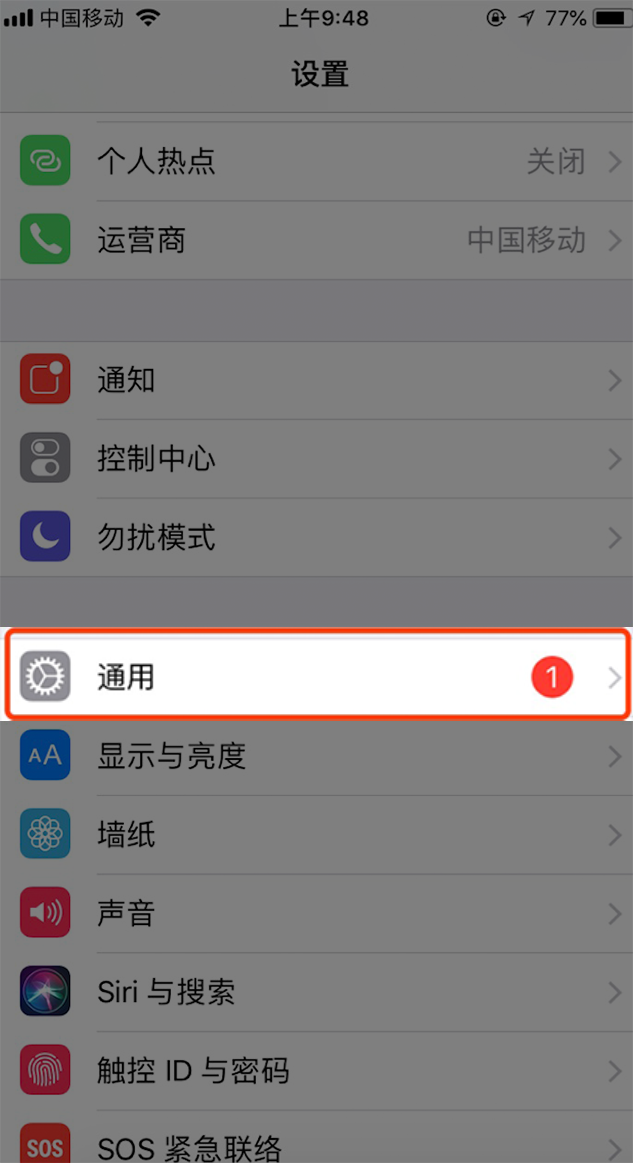 中国移动 上午9:48 77%
设置
个人热点 关闭
运营商 中国移动
通知
控制中心
勿扰模式
通用 1
AA 显示与亮度
墙纸
声音
Siri 与搜索
触控 ID 与密码
SOS SOS 紧急联络